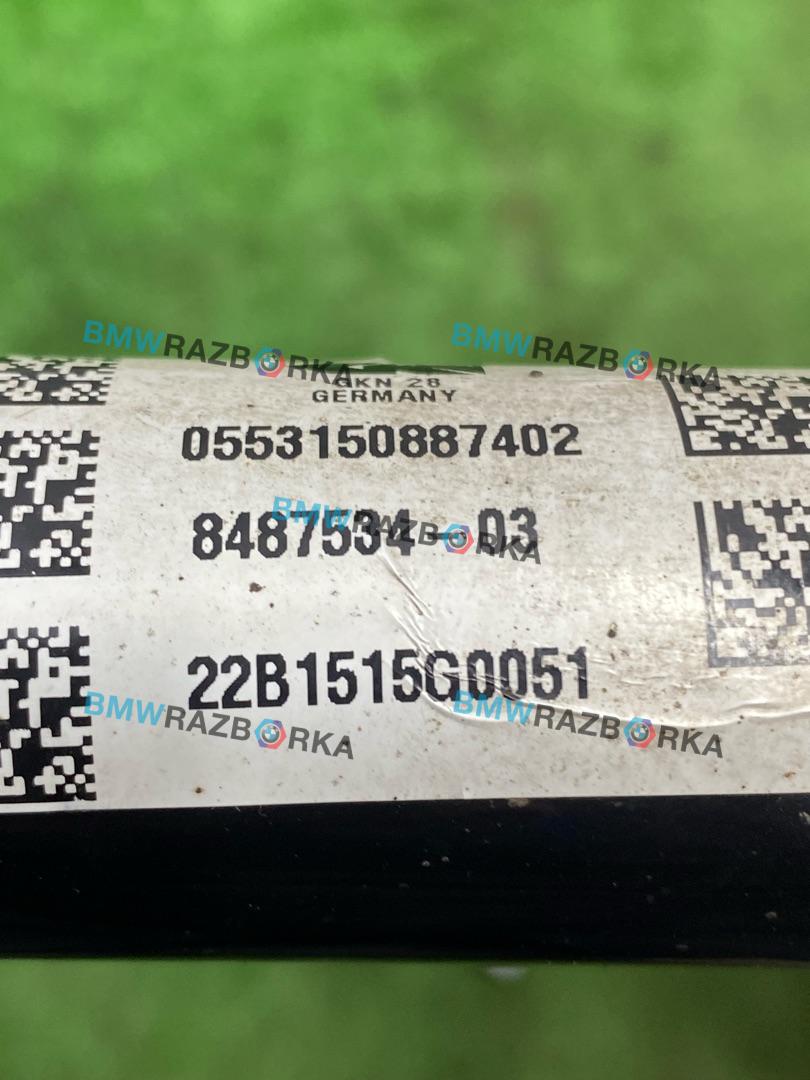 BMWRAZBORKA BMWRAZBORKA
GKN 28
GERMANY
0553150887402
BMWRAZBORKA
8487534-03
22B1515G0051
BMWRAZBORKA BMWRAZBORKA